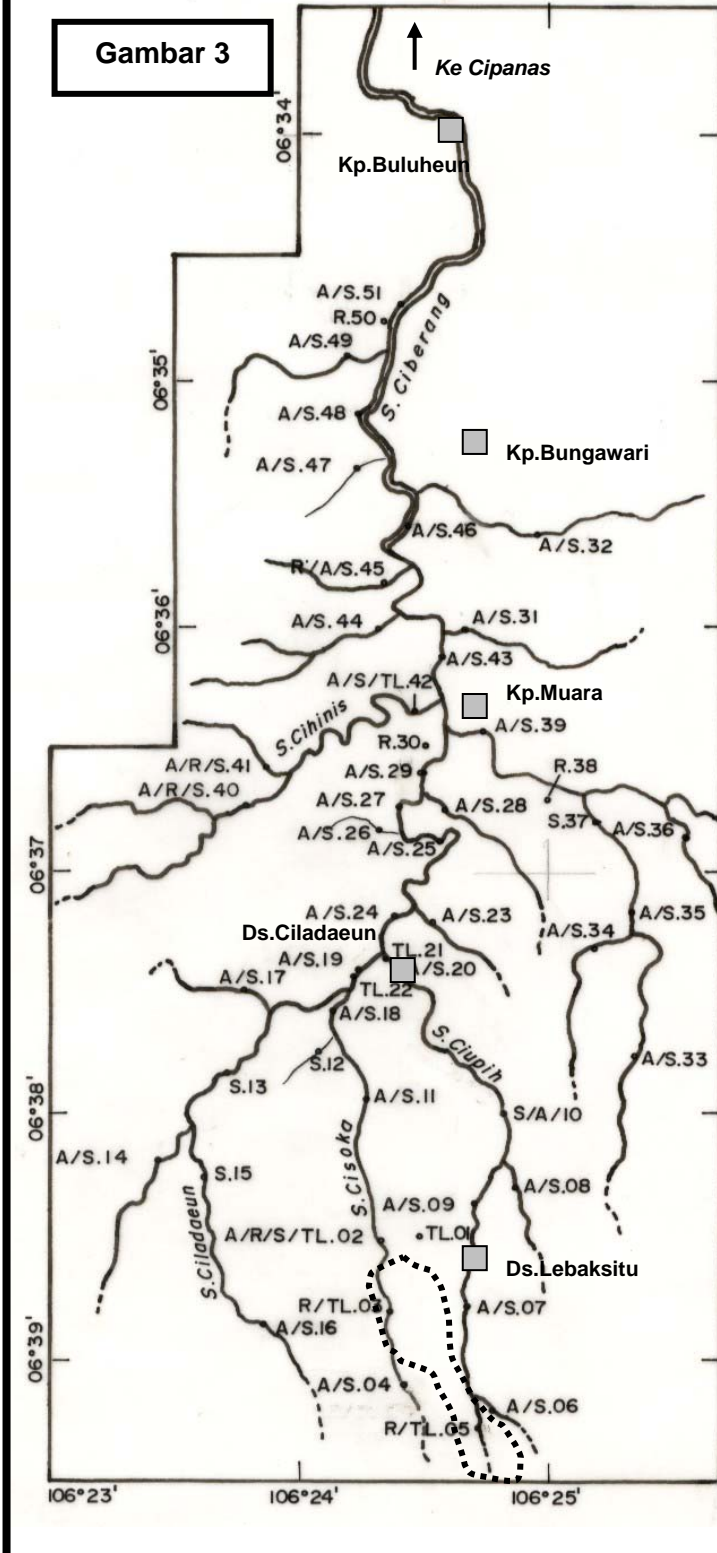 Gambar 3
Ke Cipanas
06°34'
Kp.Buluheun
A/S.51
R.50
A/S.49
S. Ciberang
06°35'
A/S.48
Kp.Bungawari
A/S.47
A/S.46
A/S.32
R/A/S.45
06°36'
A/S.44
A/S.31
A/S.43
A/S/TL.42
Kp.Muara
S.Cihinis
A/S.39
R.30
A/R/S.41
A/S.29
R.38
A/R/S.40
A/S.27
A/S.28
S.37
A/S.36
A/S.26
A/S.25
06°37'
A/S.24
A/S.23
A/S.35
Ds.Ciladaeun
A/S.34
TL.21
A/S.19
A/S.20
A/S.17
TL.22
A/S.18
S.Ciupih
S.12
A/S.33
S.13
A/S.11
S/A/10
06°38'
A/S.14
S.15
A/S.08
S.Cisoka
A/S.09
A/R/S/TL.02
TL.01
S.Ciladaeun
Ds.Lebaksitu
R/TL.03
A/S.07
A/S.16
06°39'
A/S.04
A/S.06
R/TL.05
106°23'
106°24'
106°25'